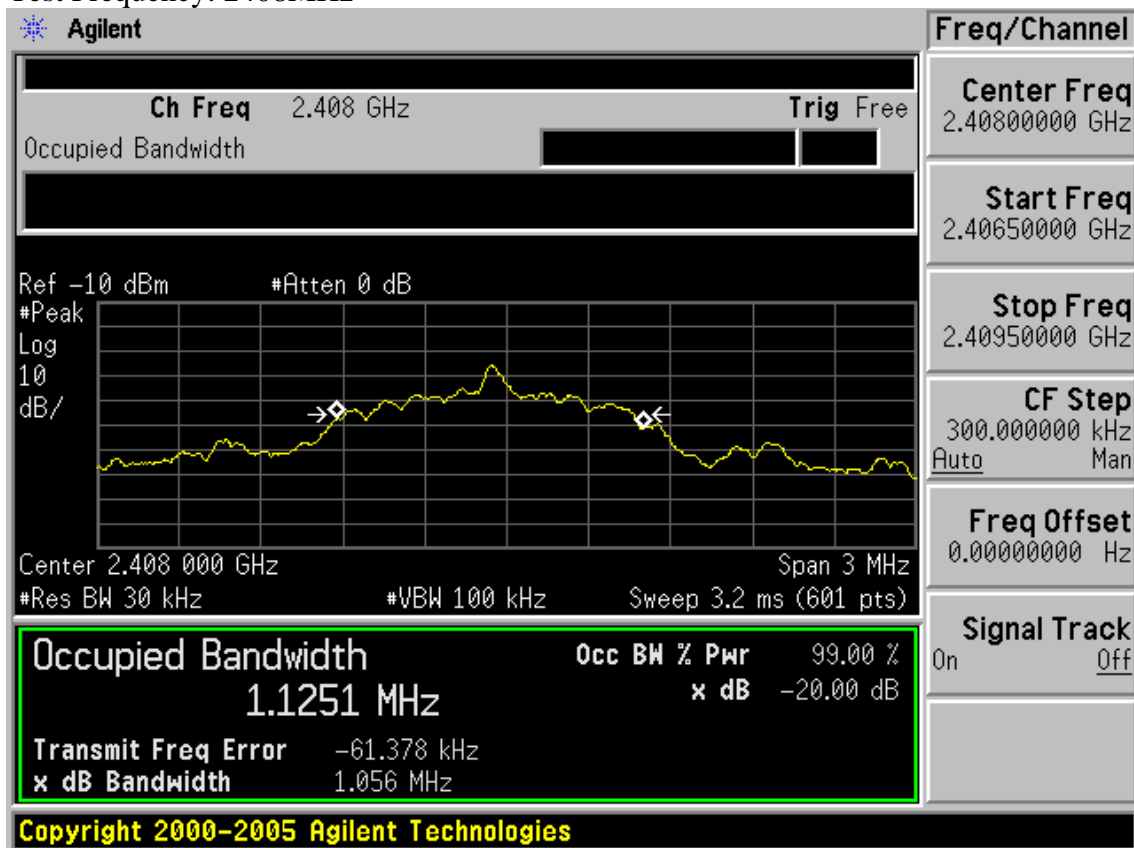 Agilent
Freq/Channel
Ch Freq 2.408 GHz Trig Free
Occupied Bandwidth
Center Freq
2.40800000 GHz
Start Freq
2.40650000 GHz
Stop Freq
2.40950000 GHz
CF Step
300.000000 kHz
Auto Man
Freq Offset
0.00000000 Hz
Signal Track
On Off
Ref -10 dBm #Atten 0 dB
#Peak
Log
10
dB/
Center 2.408 000 GHz Span 3 MHz
#Res BW 30 kHz #VBW 100 kHz Sweep 3.2 ms (601 pts)
Occupied Bandwidth Occ BW % Pwr 99.00 %
1.1251 MHz x dB -20.00 dB
Transmit Freq Error -61.378 kHz
x dB Bandwidth 1.056 MHz
Copyright 2000-2005 Agilent Technologies